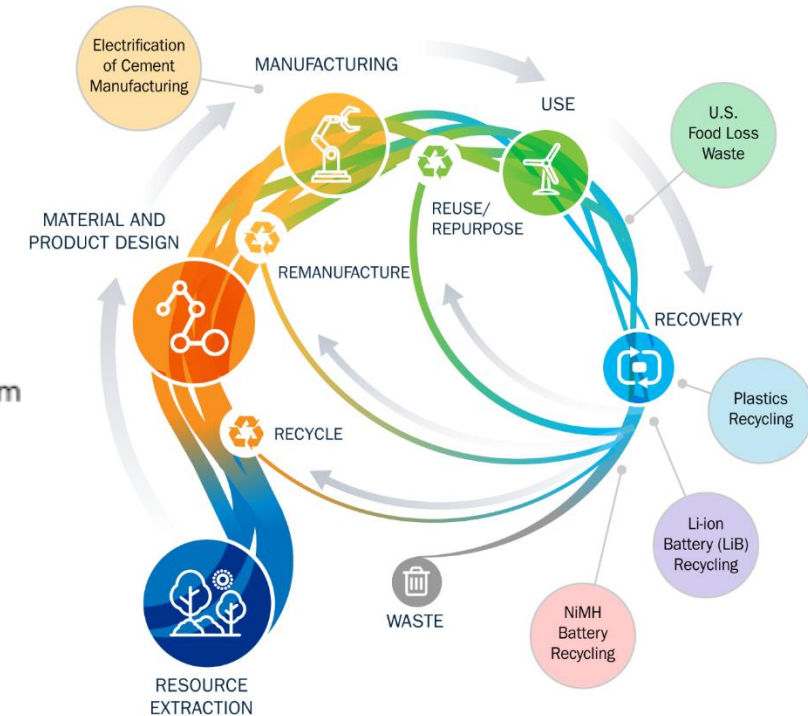 Electrification
of Cement
Manufacturing
MANUFACTURING
USE
U.S.
Food Loss
Waste
MATERIAL AND
PRODUCT DESIGN
REUSE/
REPURPOSE
REMANUFACTURE
RECOVERY
m
Plastics
Recycling
RECYCLE
Li-ion
Battery (LiB)
Recycling
WASTE
NiMH
Battery
Recycling
RESOURCE
EXTRACTION